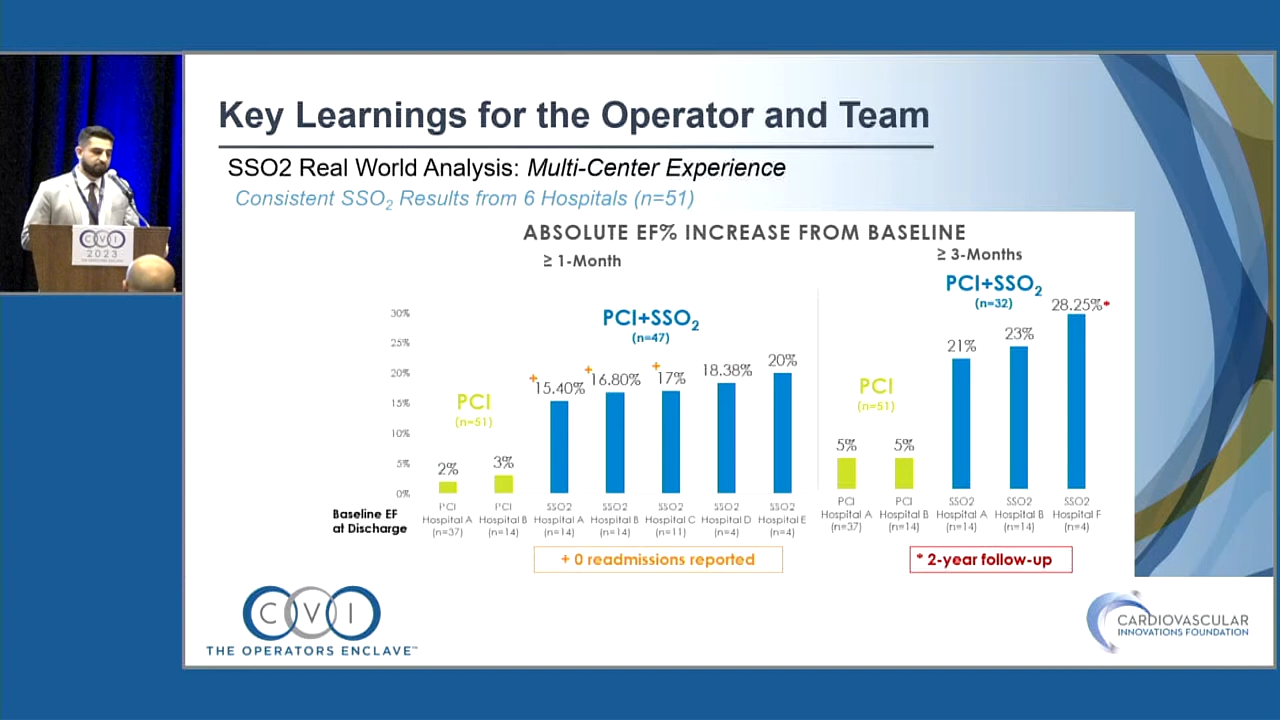 Key Learnings for the Operator and Team
SSO2 Real World Analysis: Multi-Center Experience
Consistent SSO2 Results from 6 Hospitals (n=51)
ABSOLUTE EF% INCREASE FROM BASELINE
≥ 1-Month
≥ 3-Months
PCI+SSO2
(n=47)
PCI+SSO2
(n=32)
PCI
(n=51)
PCI
(n=51)
30%
25%
20%
15%
10%
5%
0%
2%
3%
+15.40%
+16.80%
+17%
18.38%
20%
5%
5%
21%
23%
28.25%*
Baseline EF
at Discharge
PCI
Hospital A
(n=37)
PCI
Hospital B
(n=14)
SSO2
Hospital A
(n=14)
SSO2
Hospital B
(n=14)
SSO2
Hospital C
(n=11)
SSO2
Hospital D
(n=4)
SSO2
Hospital E
(n=4)
PCI
Hospital A
(n=37)
PCI
Hospital B
(n=14)
SSO2
Hospital A
(n=14)
SSO2
Hospital B
(n=14)
SSO2
Hospital F
(n=4)
+ 0 readmissions reported
* 2-year follow-up
CVI
THE OPERATORS ENCLAVE™
CARDIOVASCULAR
INNOVATIONS FOUNDATION
CVI
2023